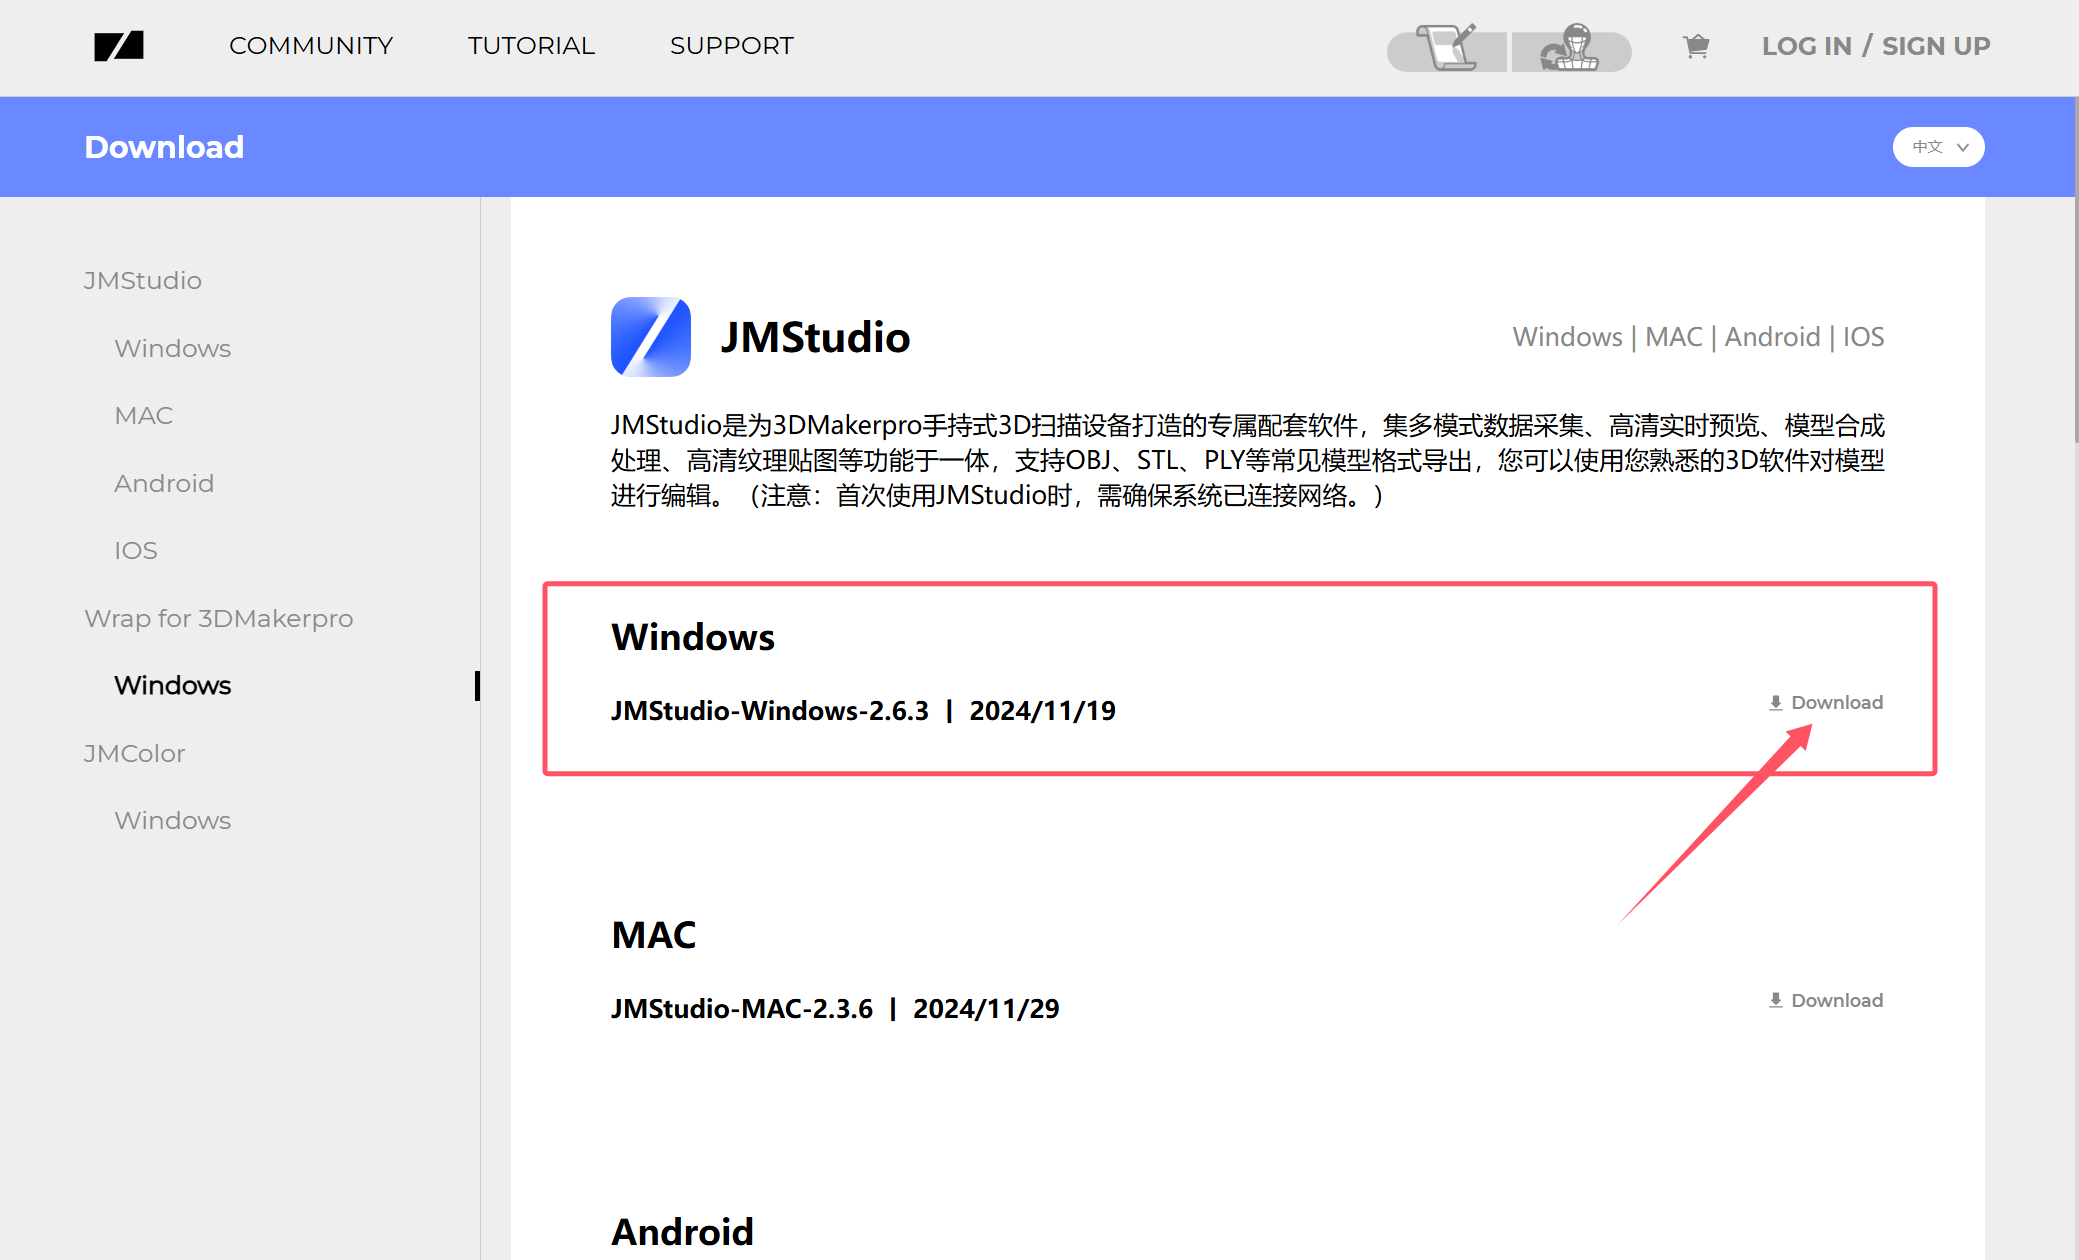 COMMUNITY TUTORIAL SUPPORT LOG IN / SIGN UP
Download 中文
JMStudio
Windows
MAC
Android
IOS
Wrap for 3DMakerpro
Windows
JMColor
Windows
JMStudio Windows | MAC | Android | IOS
JMStudio是为3DMakerpro手持式3D扫描设备打造的专属配套软件，集多模式数据采集、高清实时预览、模型合成
处理、高清纹理贴图等功能于一体，支持OBJ、STL、PLY等常见模型格式导出，您可以使用您熟悉的3D软件对模型
进行编辑。（注意：首次使用JMStudio时，需确保系统已连接网络。）
Windows
JMStudio-Windows-2.6.3 | 2024/11/19 Download
MAC
JMStudio-MAC-2.3.6 | 2024/11/29 Download
Android